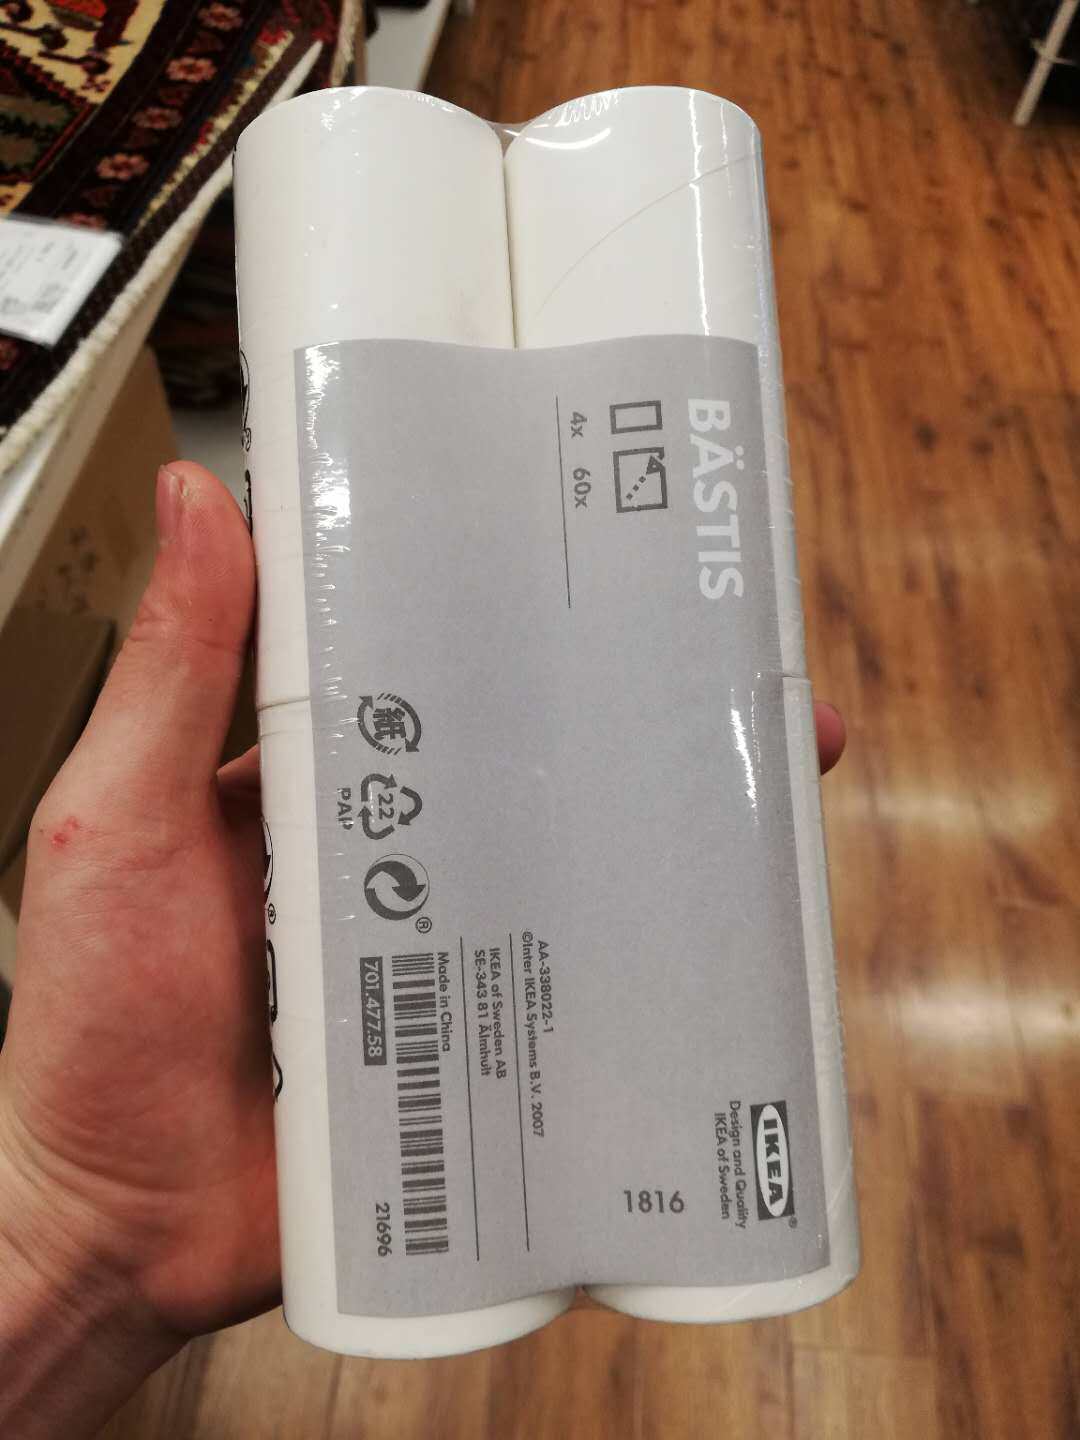 BÄSTIS
4x
60x
紙
22
PAP
®
AA-338022-1
©Inter IKEA Systems B.V. 2007
IKEA of Sweden AB
SE-343 81 Älmhult
Made in China
701.477.58
21696
IKEA®
Design and Quality
IKEA of Sweden
1816